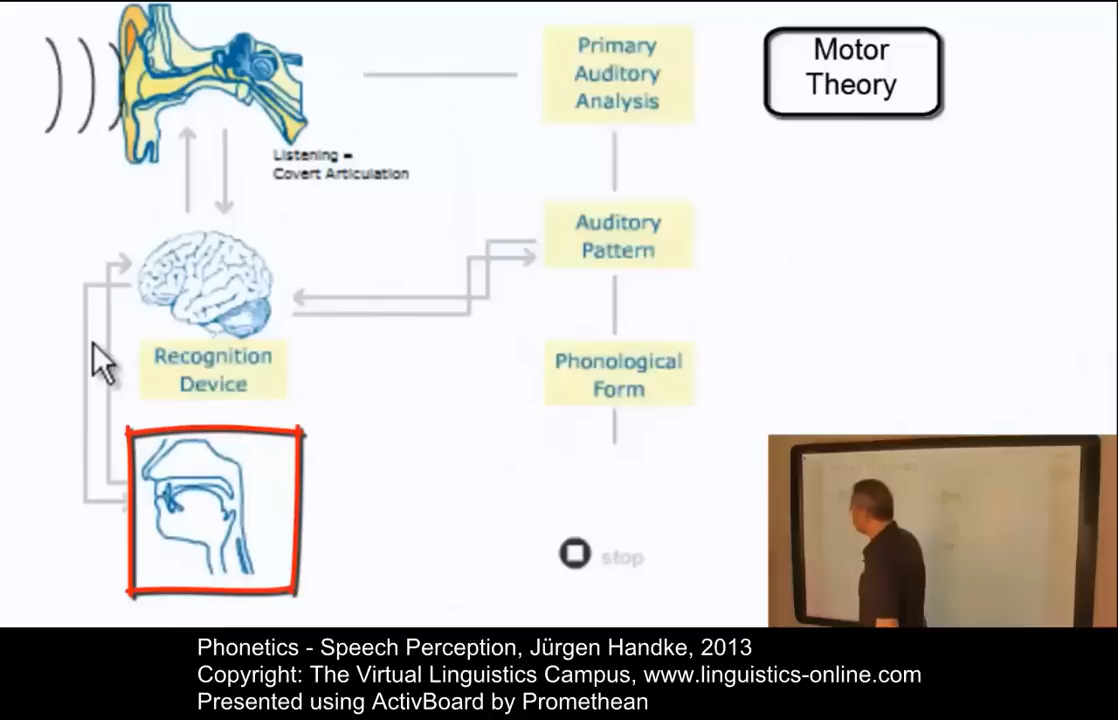 Primary
Auditory
Analysis
Motor
Theory
Listening =
Covert Articulation
Auditory
Pattern
Recognition
Device
Phonological
Form
stop
Phonetics - Speech Perception, Jürgen Handke, 2013
Copyright: The Virtual Linguistics Campus, www.linguistics-online.com
Presented using ActivBoard by Promethean